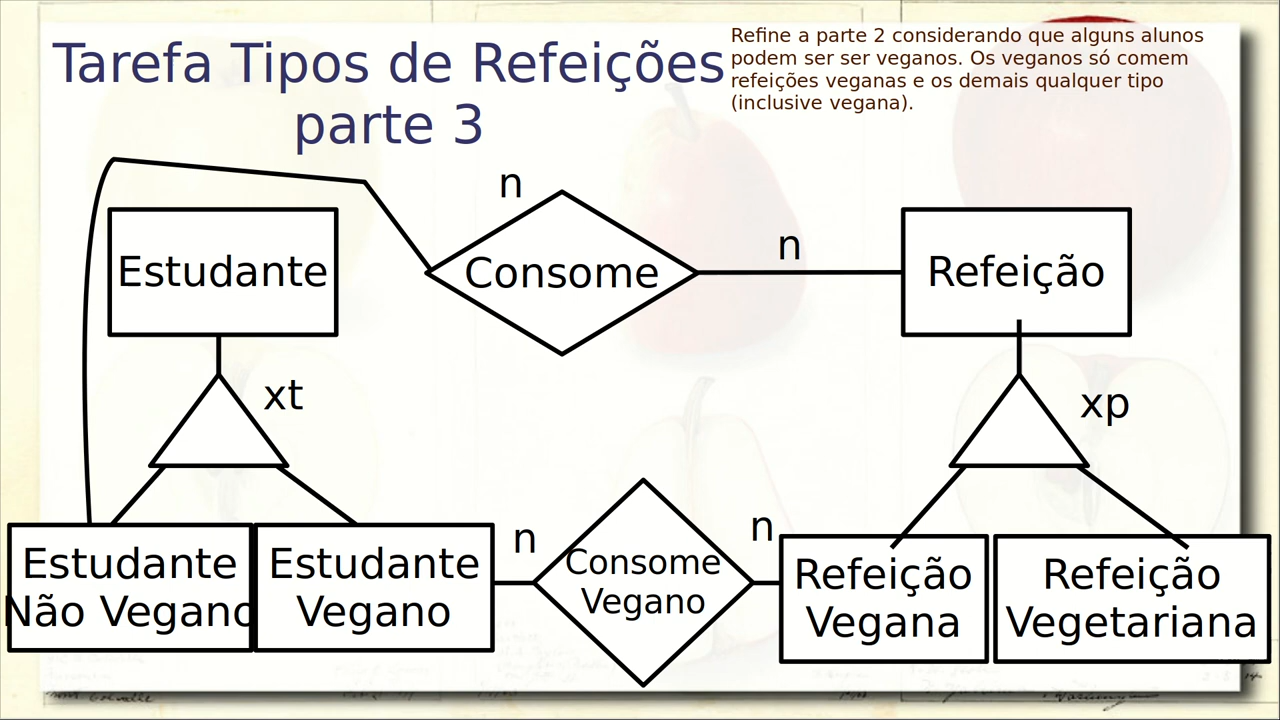 Tarefa Tipos de Refeições
parte 3
Refine a parte 2 considerando que alguns alunos
podem ser ser veganos. Os veganos só comem
refeições veganas e os demais qualquer tipo
(inclusive vegana).
n
n
Estudante
Consome
Refeição
xt
xp
n
n
Estudante
Não Vegano
Estudante
Vegano
Consome
Vegano
Refeição
Vegana
Refeição
Vegetariana